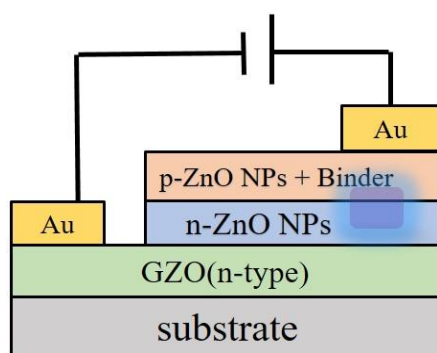 Au
p-ZnO NPs + Binder
Au
n-ZnO NPs
GZO(n-type)
substrate